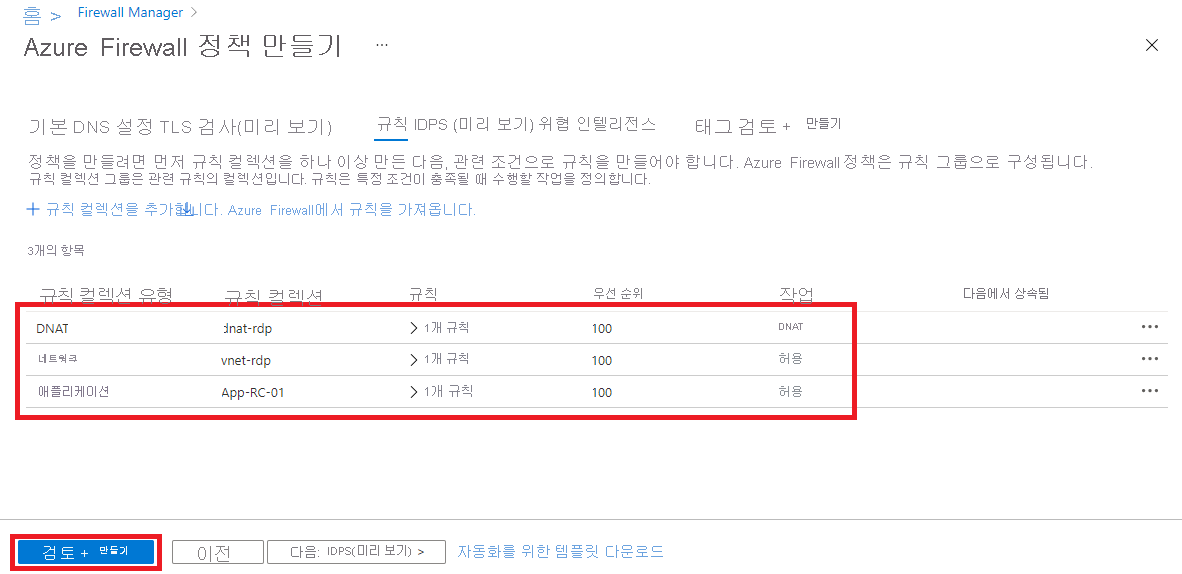 홈 > Firewall Manager >
Azure Firewall 정책 만들기 ...
기본 DNS 설정 TLS 검사(미리 보기) 규칙 IDPS (미리 보기) 위협 인텔리전스 태그 검토 + 만들기
정책을 만들려면 먼저 규칙 컬렉션을 하나 이상 만든 다음, 관련 조건으로 규칙을 만들어야 합니다. Azure Firewall 정책은 규칙 그룹으로 구성됩니다.
규칙 컬렉션 그룹은 관련 규칙의 컬렉션입니다. 규칙은 특정 조건이 충족될 때 수행할 작업을 정의합니다.
+ 규칙 컬렉션을 추가합니다. Azure Firewall에서 규칙을 가져옵니다.
3개의 항목
규칙 컬렉션 유형 규칙 컬렉션 규칙 우선 순위 작업 다음에서 상속됨
DNAT dnat-rdp > 1개 규칙 100 DNAT ...
네트워크 vnet-rdp > 1개 규칙 100 허용 ...
애플리케이션 App-RC-01 > 1개 규칙 100 허용 ...
검토 + 만들기 이전 다음: IDPS(미리 보기) > 자동화를 위한 템플릿 다운로드